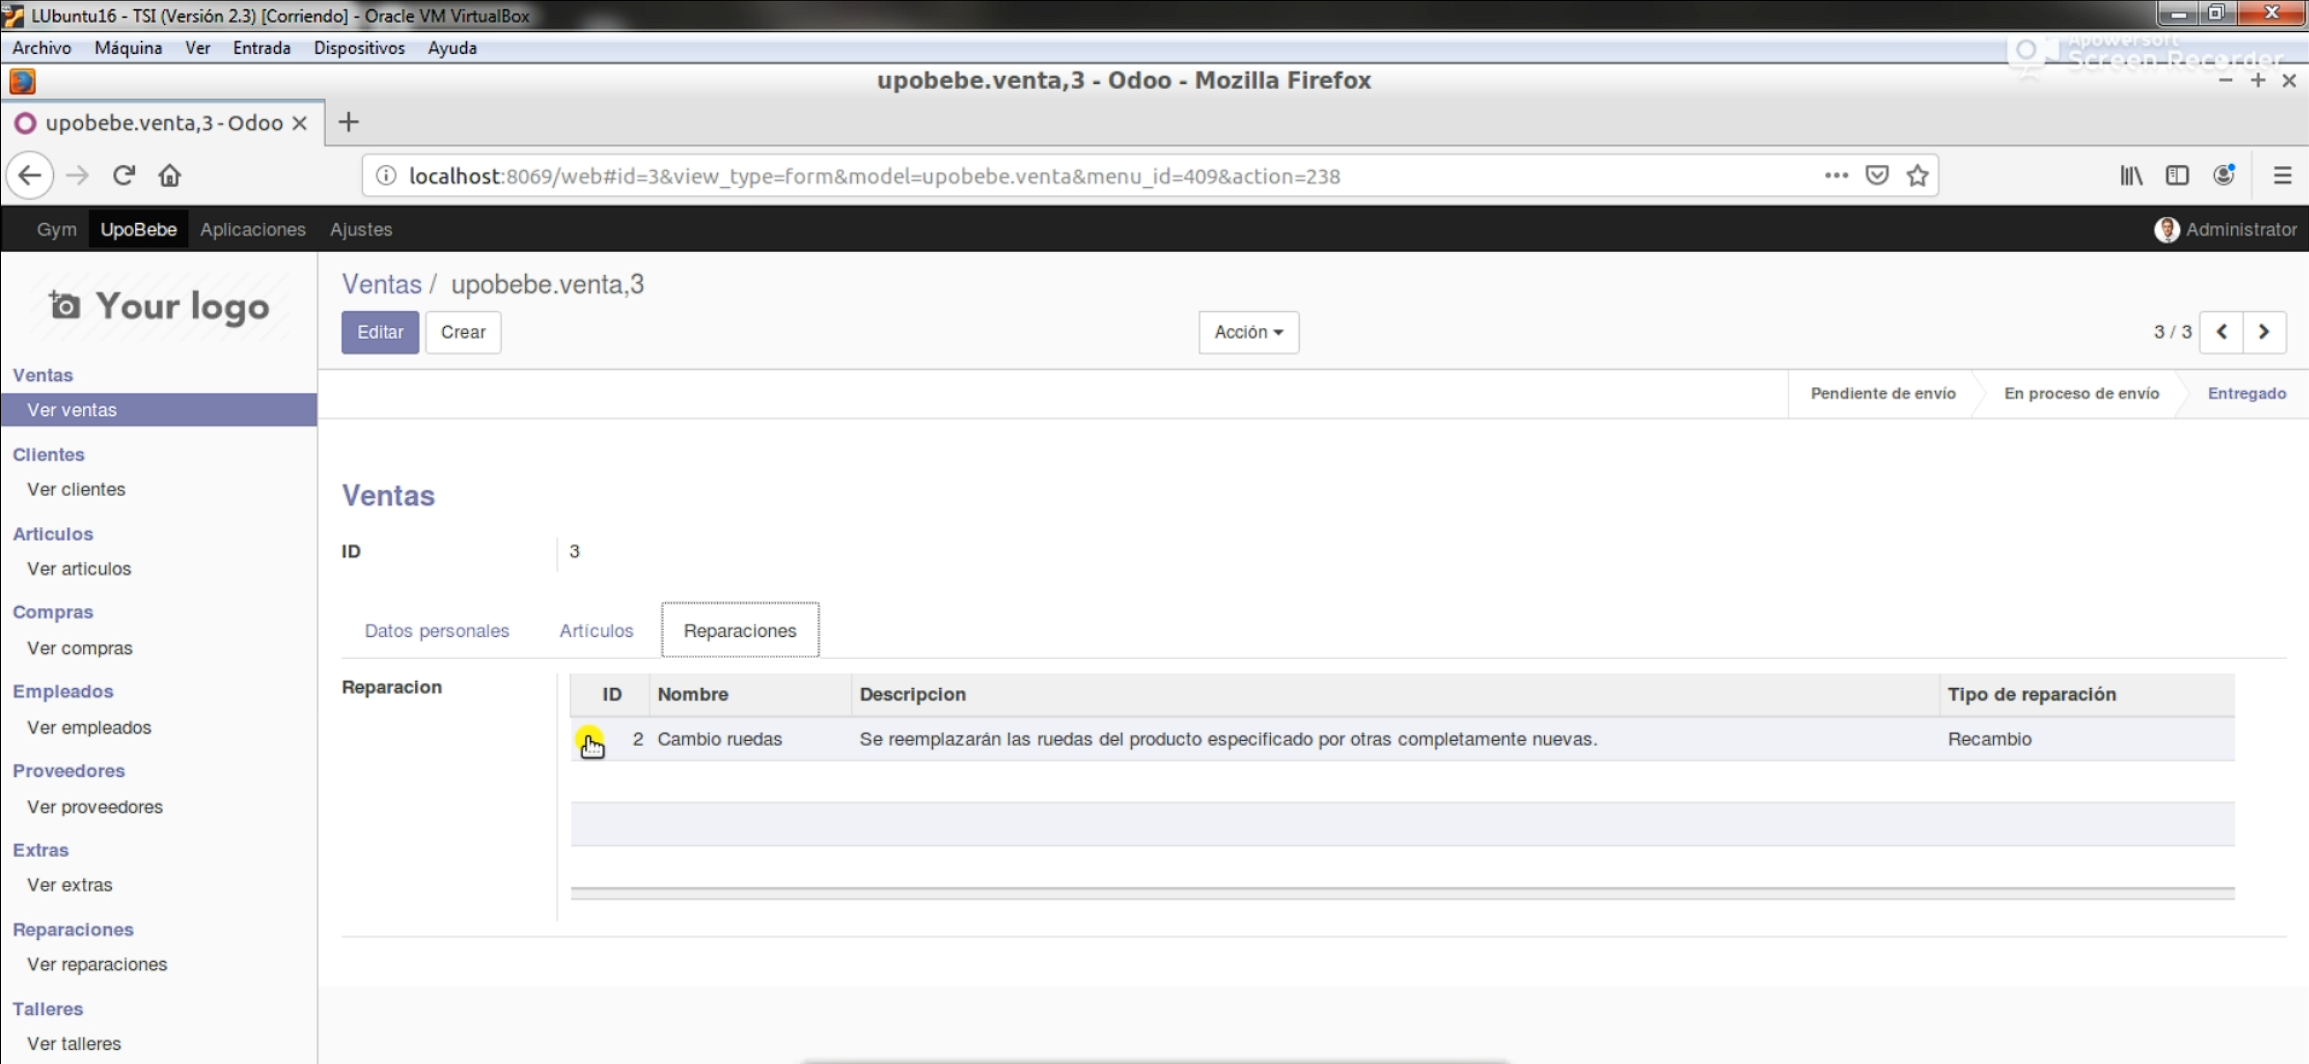 LUbuntu16 - TSI (Versión 2.3) [Corriendo] - Oracle VM VirtualBox
Archivo Máquina Ver Entrada Dispositivos Ayuda
Apowersoft
Screen Recorder
upobebe.venta,3 - Odoo - Mozilla Firefox
upobebe.venta,3 - Odoo
localhost:8069/web#id=3&view_type=form&model=upobebe.venta&menu_id=409&action=238
Gym UpoBebe Aplicaciones Ajustes Administrator
Your logo
Ventas / upobebe.venta,3
Editar Crear Acción 3 / 3
Ventas
Ver ventas
Clientes
Ver clientes
Articulos
Ver articulos
Compras
Ver compras
Empleados
Ver empleados
Proveedores
Ver proveedores
Extras
Ver extras
Reparaciones
Ver reparaciones
Talleres
Ver talleres
Pendiente de envío En proceso de envío Entregado
Ventas
ID 3
Datos personales Artículos Reparaciones
Reparacion
ID Nombre Descripcion Tipo de reparación
2 Cambio ruedas Se reemplazarán las ruedas del producto especificado por otras completamente nuevas. Recambio